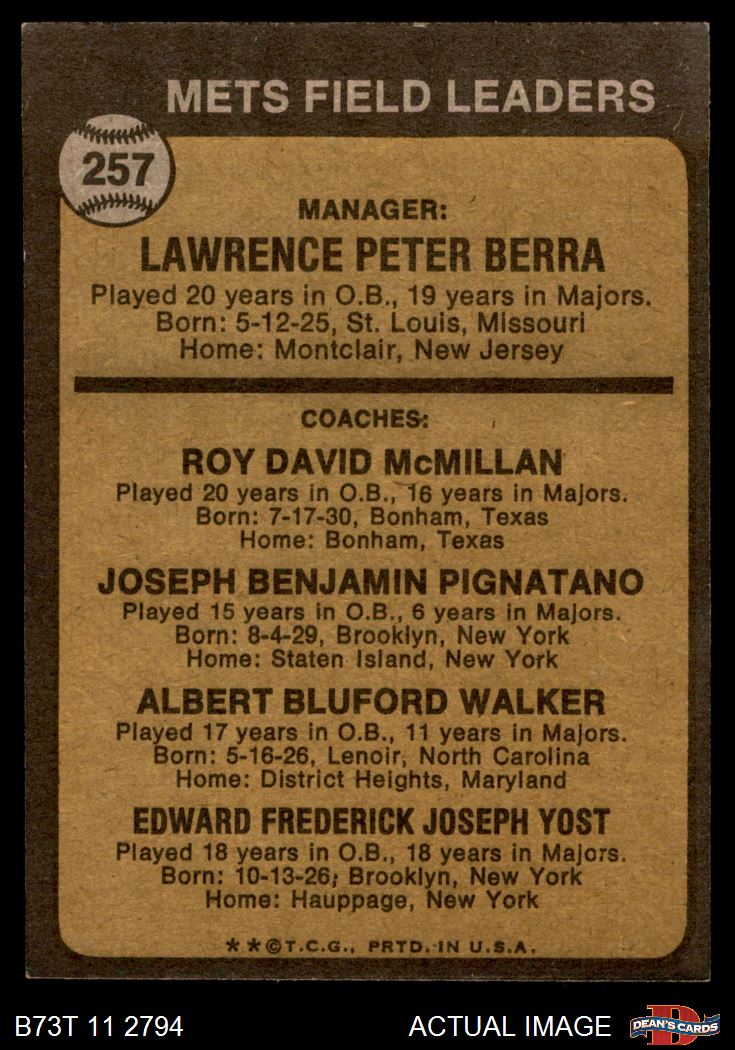 METS FIELD LEADERS
257
MANAGER:
LAWRENCE PETER BERRA
Played 20 years in O.B., 19 years in Majors.
Born: 5-12-25, St. Louis, Missouri
Home: Montclair, New Jersey
COACHES:
ROY DAVID McMILLAN
Played 20 years in O.B., 16 years in Majors.
Born: 7-17-30, Bonham, Texas
Home: Bonham, Texas
JOSEPH BENJAMIN PIGNATANO
Played 15 years in O.B., 6 years in Majors.
Born: 8-4-29, Brooklyn, New York
Home: Staten Island, New York
ALBERT BLUFORD WALKER
Played 17 years in O.B., 11 years in Majors.
Born: 5-16-26, Lenoir, North Carolina
Home: District Heights, Maryland
EDWARD FREDERICK JOSEPH YOST
Played 18 years in O.B., 18 years in Majors.
Born: 10-13-26; Brooklyn, New York
Home: Hauppage, New York
**©T.C.G., PRTD. IN U.S.A.
B73T 11 2794 ACTUAL IMAGE
D
DEAN'S CARDS